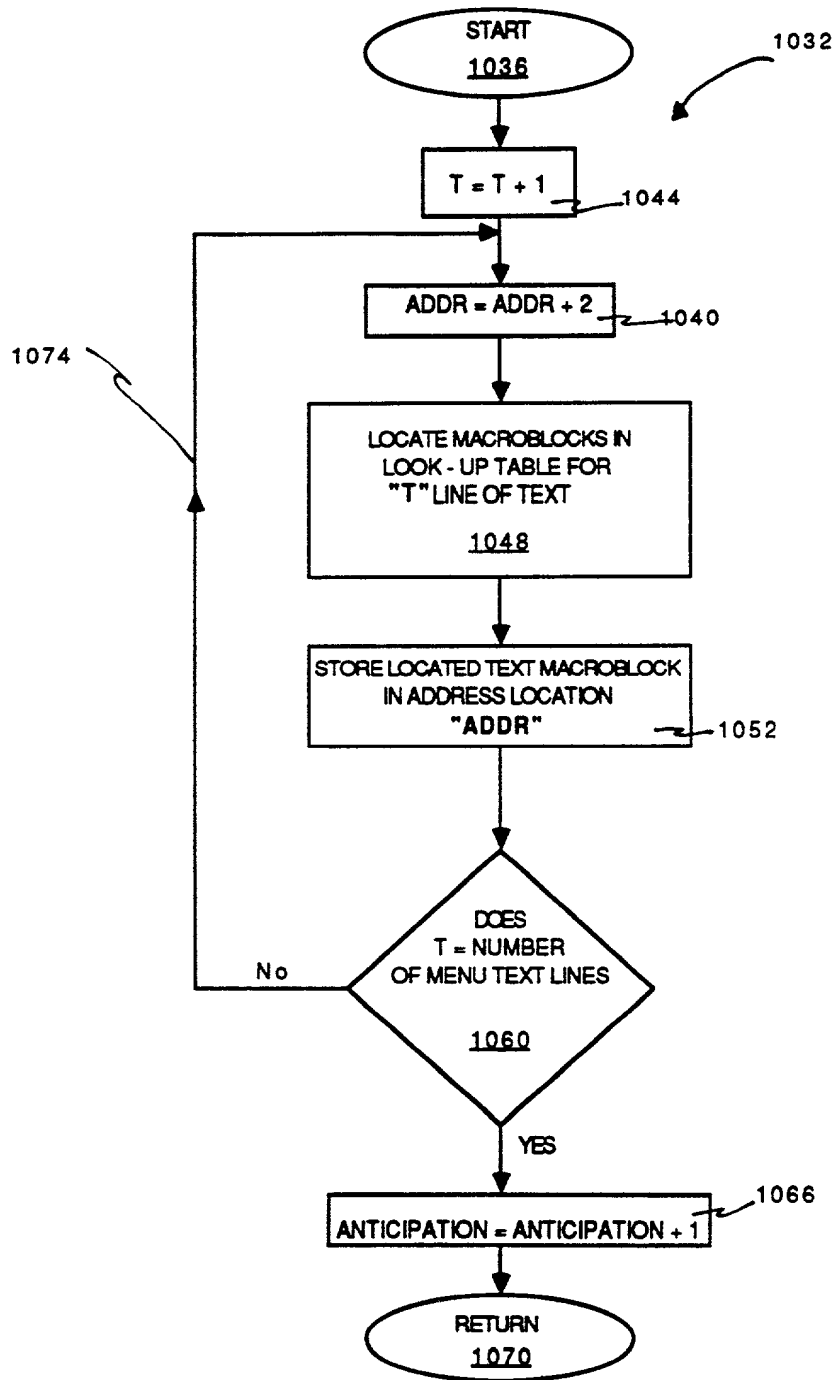 START
1036
1032
T = T + 1
1044
ADDR = ADDR + 2
1040
1074
LOCATE MACROBLOCKS IN
LOOK - UP TABLE FOR
"T" LINE OF TEXT
1048
STORE LOCATED TEXT MACROBLOCK
IN ADDRESS LOCATION
"ADDR"
1052
DOES
T = NUMBER
OF MENU TEXT LINES
1060
No
YES
1066
ANTICIPATION = ANTICIPATION + 1
RETURN
1070